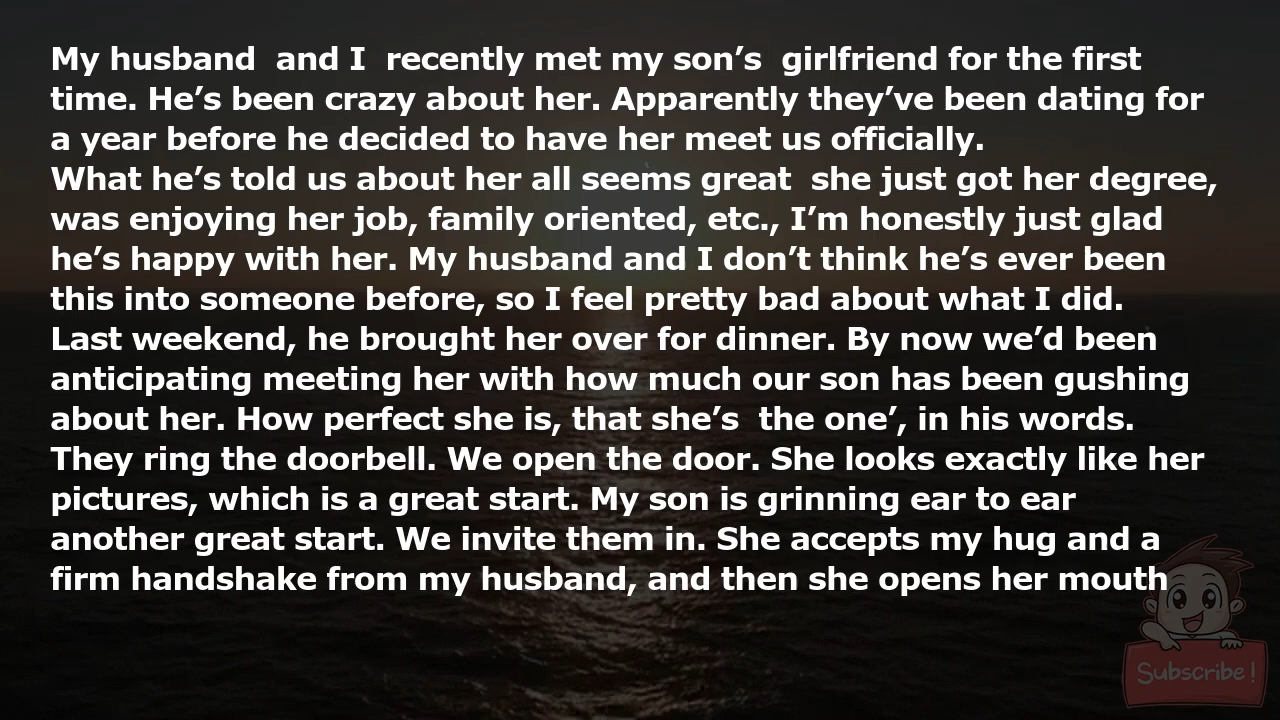 My husband  and I  recently met my son’s  girlfriend for the first
time. He’s been crazy about her. Apparently they’ve been dating for
a year before he decided to have her meet us officially.
What he’s told us about her all seems great  she just got her degree,
was enjoying her job, family oriented, etc., I’m honestly just glad
he’s happy with her. My husband and I don’t think he’s ever been
this into someone before, so I feel pretty bad about what I did.
Last weekend, he brought her over for dinner. By now we’d been
anticipating meeting her with how much our son has been gushing
about her. How perfect she is, that she’s  the one’, in his words.
They ring the doorbell. We open the door. She looks exactly like her
pictures, which is a great start. My son is grinning ear to ear
another great start. We invite them in. She accepts my hug and a
firm handshake from my husband, and then she opens her mouth
Subscribe!